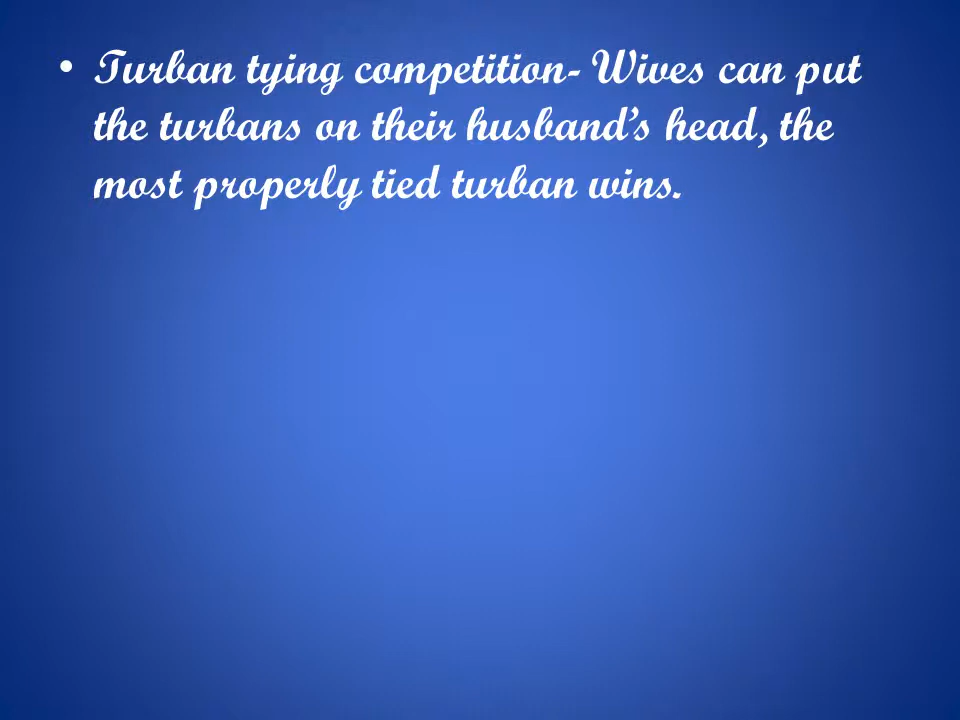 • Turban tying competition- Wives can put
the turbans on their husband’s head, the
most properly tied turban wins.